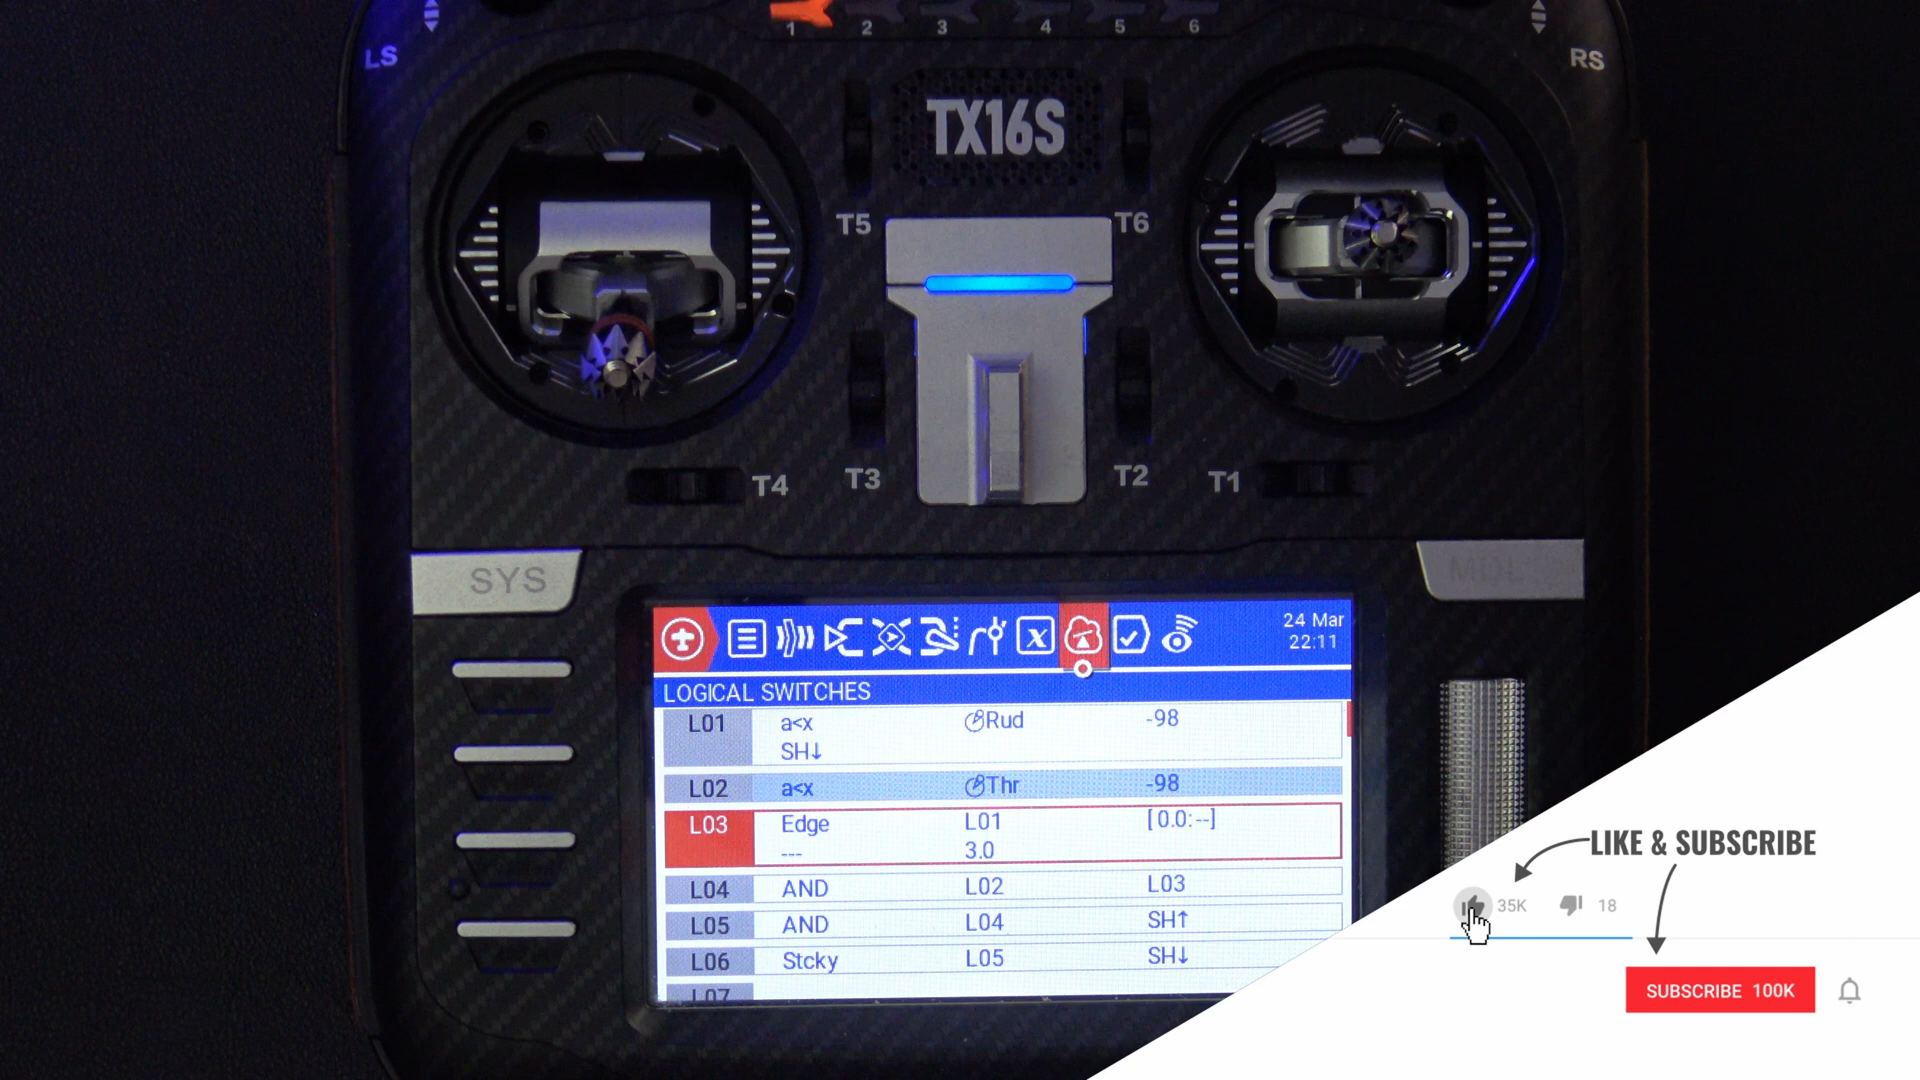 LS
1 2 3 4 5 6
RS
TX16S
T5
T6
T4
T3
T2
T1
SYS
MDL
24 Mar
22:11
LOGICAL SWITCHES
L01 a<x Rud -98
SH↓
L02 a<x Thr -98
L03 Edge L01 [0.0:--]
--- 3.0
L04 AND L02 L03
L05 AND L04 SH↑
L06 Stcky L05 SH↓
L07
LIKE & SUBSCRIBE
35K 18
SUBSCRIBE 100K